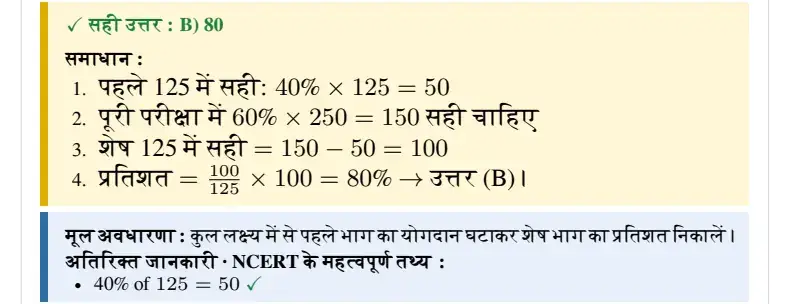 ✓ सही उत्तर : B) 80
समाधान :
1. पहले 125 में सही: 40% × 125 = 50
2. पूरी परीक्षा में 60% × 250 = 150 सही चाहिए
3. शेष 125 में सही = 150 − 50 = 100
4. प्रतिशत = 100/125 × 100 = 80% → उत्तर (B)।
मूल अवधारणा : कुल लक्ष्य में से पहले भाग का योगदान घटाकर शेष भाग का प्रतिशत निकालें।
अतिरिक्त जानकारी · NCERT के महत्वपूर्ण तथ्य :
• 40% of 125 = 50 ✓